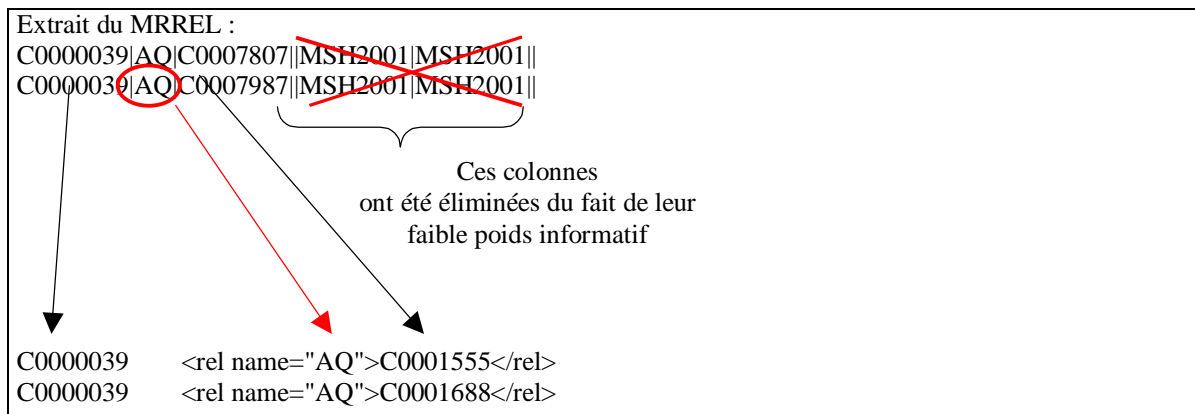 Extrait du MRREL :
C0000039|AQ|C0007807||MSH2001|MSH2001||
C0000039|AQ|C0007987||MSH2001|MSH2001||
Ces colonnes
ont été éliminées du fait de leur
faible poids informatif
C0000039 <rel name="AQ">C0001555</rel>
C0000039 <rel name="AQ">C0001688</rel>